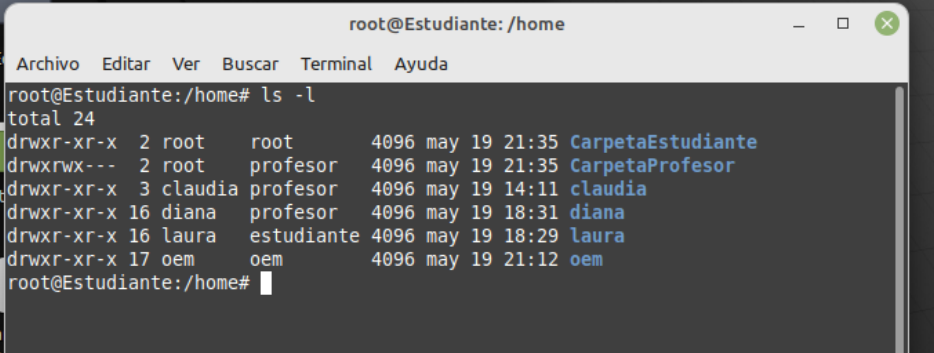 root@Estudiante: /home
Archivo Editar Ver Buscar Terminal Ayuda
root@Estudiante:/home# ls -l
total 24
drwxr-xr-x  2 root    root       4096 may 19 21:35 CarpetaEstudiante
drwxrwx---  2 root    profesor   4096 may 19 21:35 CarpetaProfesor
drwxr-xr-x  3 claudia profesor   4096 may 19 14:11 claudia
drwxr-xr-x 16 diana   profesor   4096 may 19 18:31 diana
drwxr-xr-x 16 laura   estudiante 4096 may 19 18:29 laura
drwxr-xr-x 17 oem     oem        4096 may 19 21:12 oem
root@Estudiante:/home#